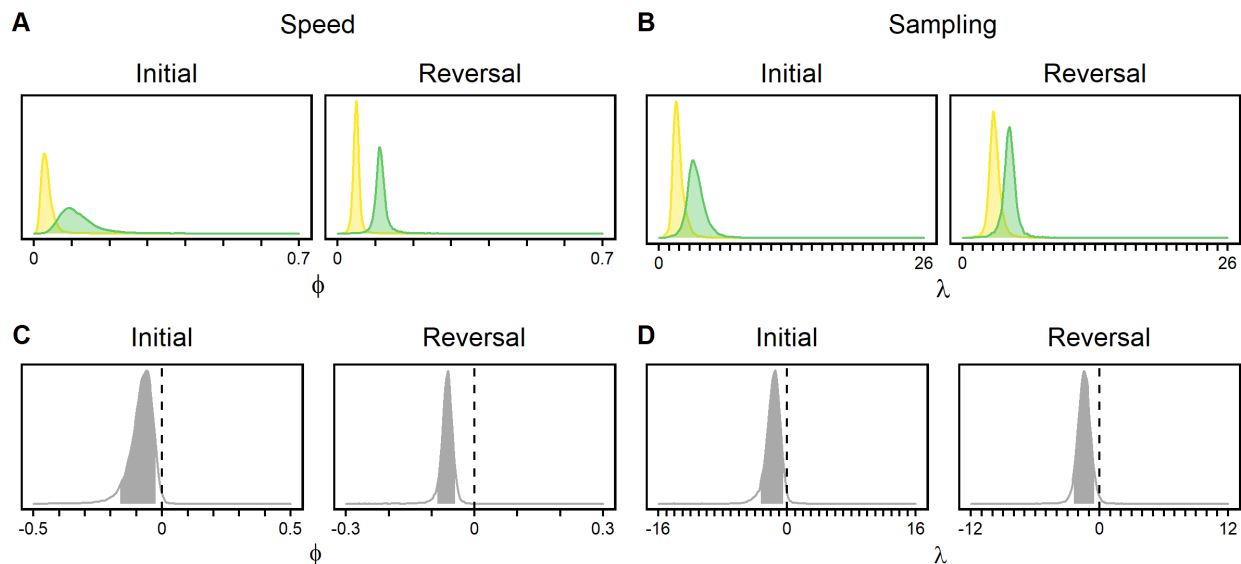 A Speed B Sampling
Initial Reversal Initial Reversal
0 0.7 0 0.7 0 26 0 26
ϕ λ
C Initial Reversal D Initial Reversal
-0.5 0 0.5 -0.3 0 0.3 -16 0 16 -12 0 12
ϕ λ